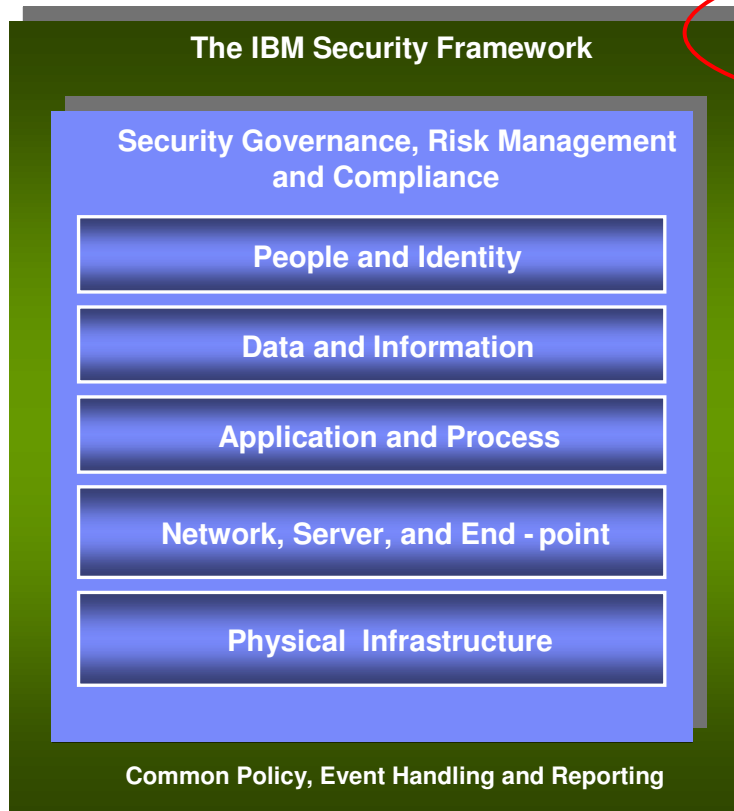 The IBM Security Framework
Security Governance, Risk Management
and Compliance
People and Identity
Data and Information
Application and Process
Network, Server, and End - point
Physical Infrastructure
Common Policy, Event Handling and Reporting